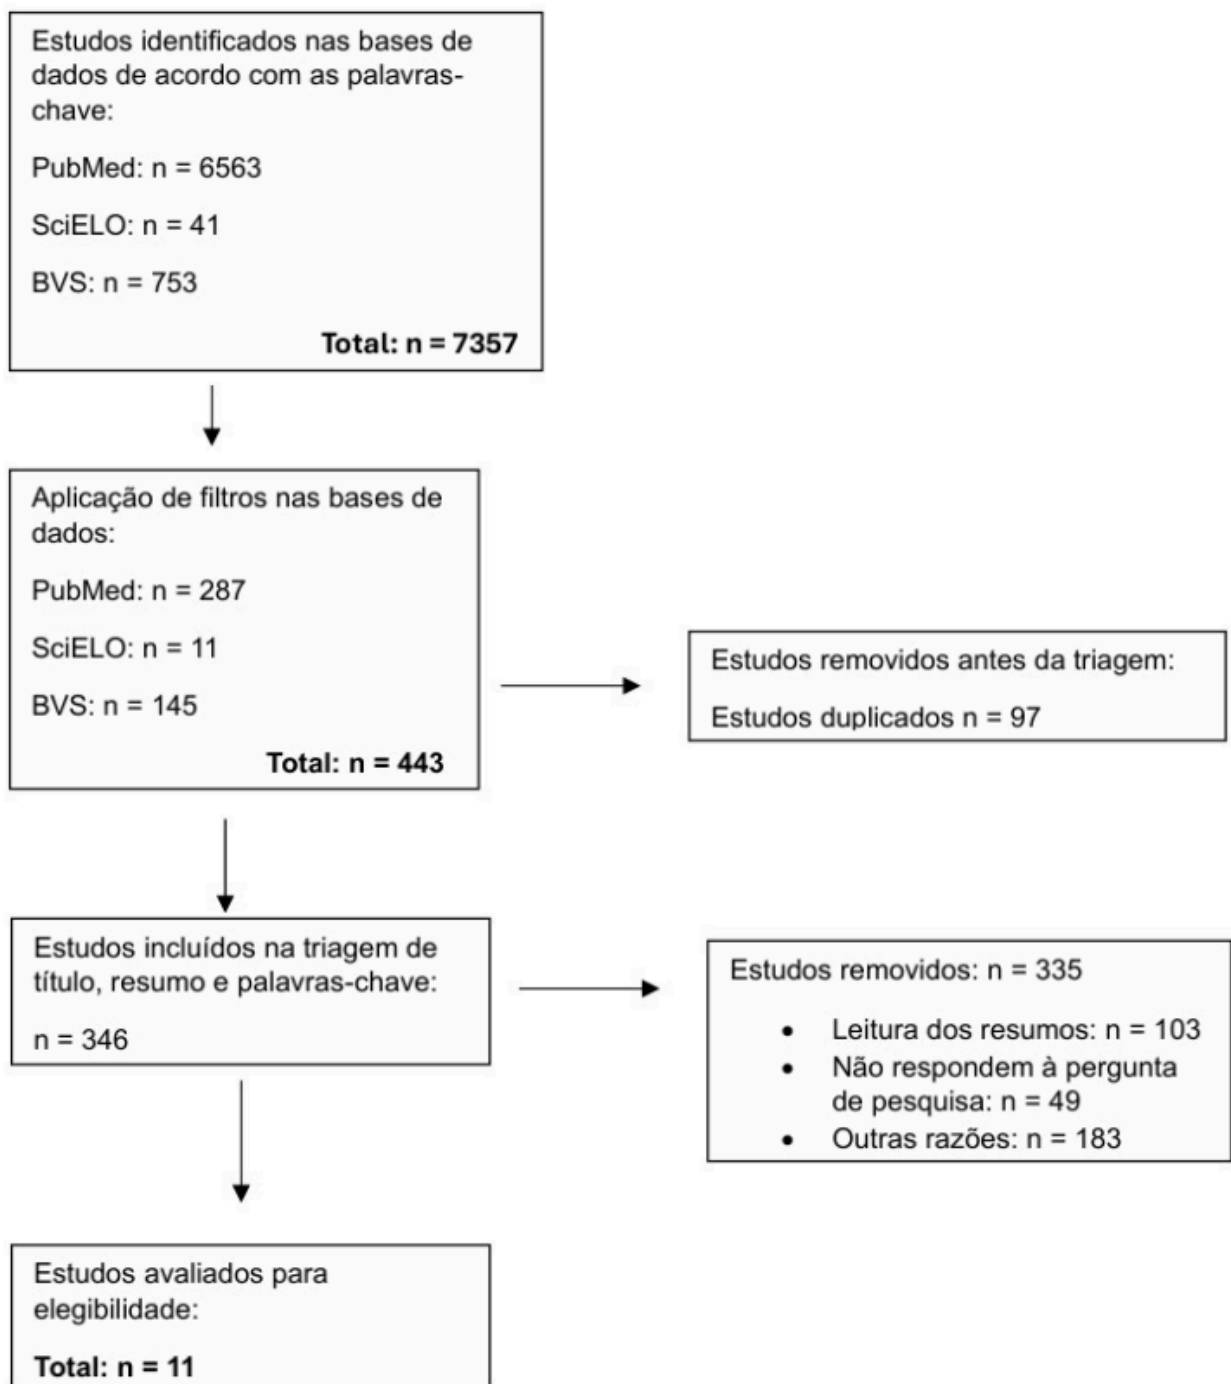 Estudos identificados nas bases de
dados de acordo com as palavras-
chave:
PubMed: n = 6563
SciELO: n = 41
BVS: n = 753
Total: n = 7357
Aplicação de filtros nas bases de
dados:
PubMed: n = 287
SciELO: n = 11
BVS: n = 145
Total: n = 443
Estudos removidos antes da triagem:
Estudos duplicados n = 97
Estudos incluídos na triagem de
título, resumo e palavras-chave:
n = 346
Estudos removidos: n = 335
• Leitura dos resumos: n = 103
• Não respondem à pergunta
de pesquisa: n = 49
• Outras razões: n = 183
Estudos avaliados para
elegibilidade:
Total: n = 11